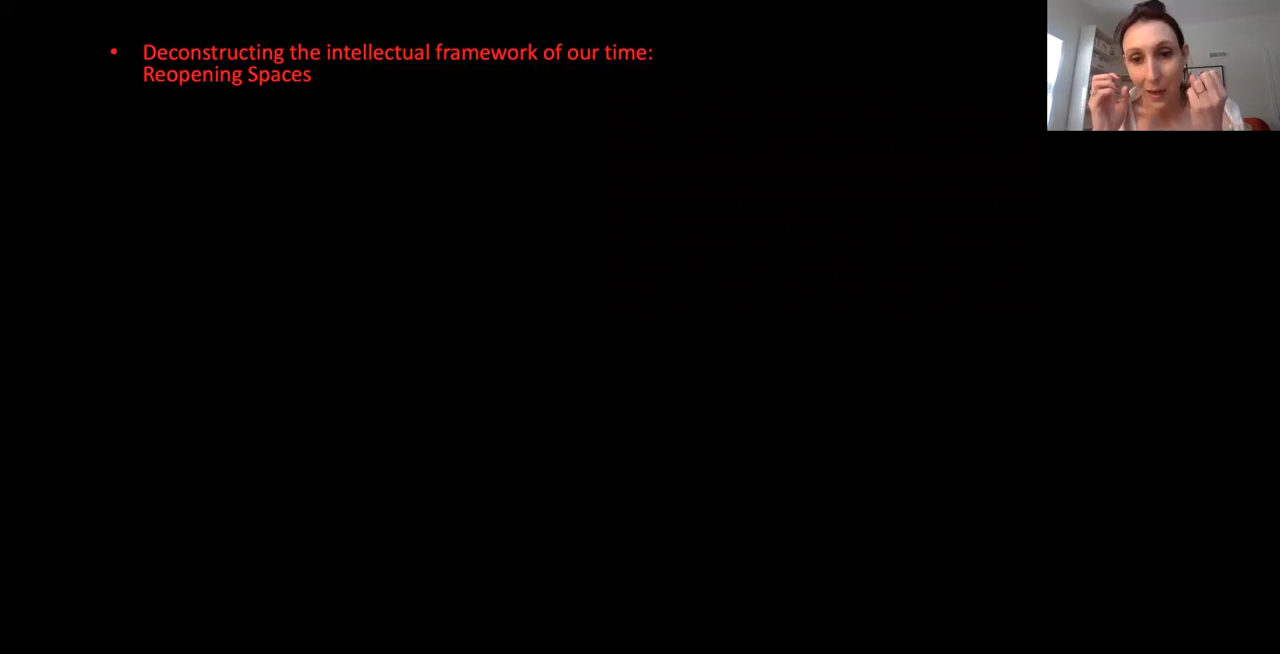 • Deconstructing the intellectual framework of our time:
Reopening Spaces